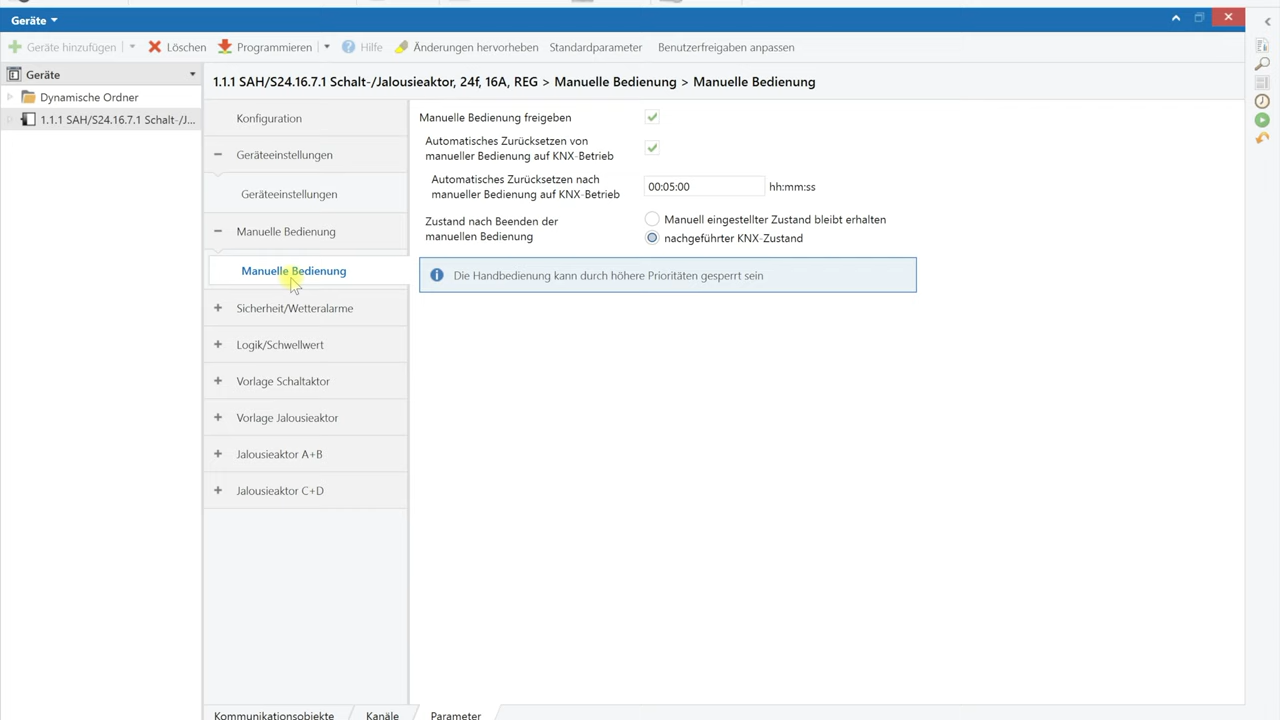 Geräte
Geräte hinzufügen
Löschen
Programmieren
Hilfe
Änderungen hervorheben
Standardparameter
Benutzerfreigaben anpassen
Geräte
Dynamische Ordner
1.1.1 SAH/S24.16.7.1 Schalt-/J...
1.1.1 SAH/S24.16.7.1 Schalt-/Jalousieaktor, 24f, 16A, REG > Manuelle Bedienung > Manuelle Bedienung
Konfiguration
Geräteeinstellungen
Geräteeinstellungen
Manuelle Bedienung
Manuelle Bedienung
Sicherheit/Wetteralarme
Logik/Schwellwert
Vorlage Schaltaktor
Vorlage Jalousieaktor
Jalousieaktor A+B
Jalousieaktor C+D
Manuelle Bedienung freigeben
Automatisches Zurücksetzen von
manueller Bedienung auf KNX-Betrieb
Automatisches Zurücksetzen nach
manueller Bedienung auf KNX-Betrieb
00:05:00 hh:mm:ss
Zustand nach Beenden der
manuellen Bedienung
Manuell eingestellter Zustand bleibt erhalten
nachgeführter KNX-Zustand
Die Handbedienung kann durch höhere Prioritäten gesperrt sein
Kommunikationsobjekte
Kanäle
Parameter